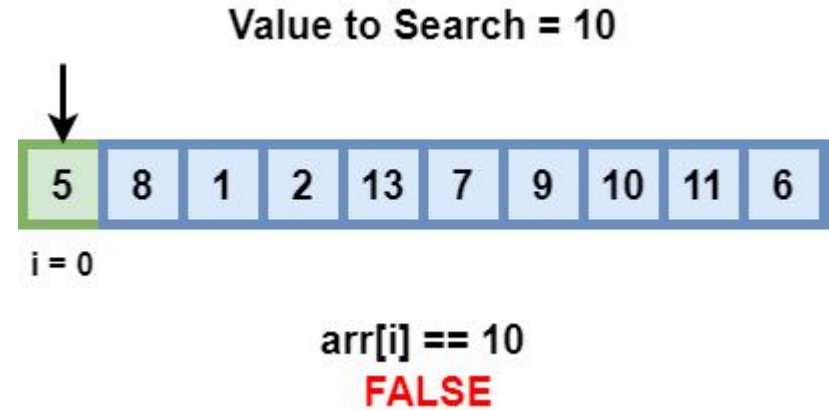 Value to Search = 10
5 8 1 2 13 7 9 10 11 6
i = 0
arr[i] == 10
FALSE